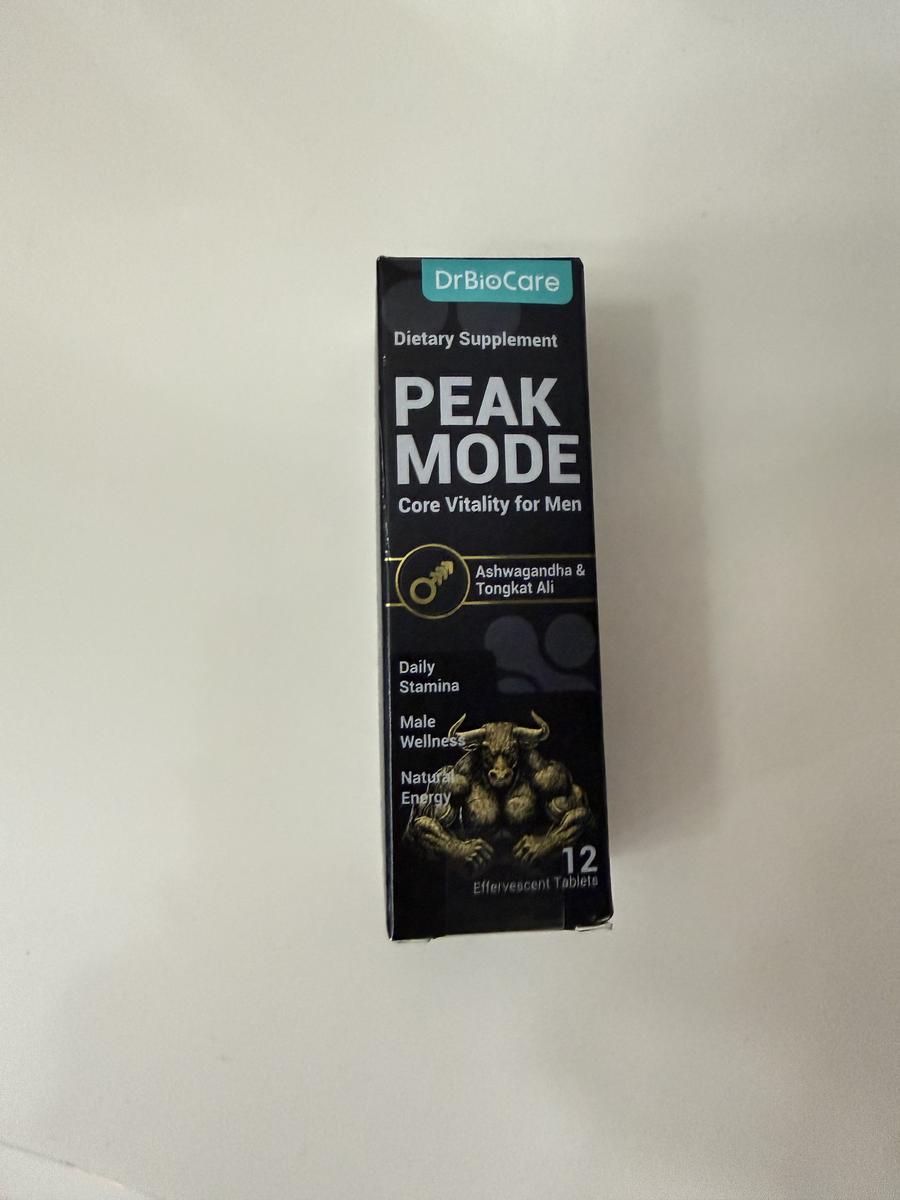 DrBioCare
Dietary Supplement
PEAK
MODE
Core Vitality for Men
Ashwagandha &
Tongkat Ali
Daily
Stamina
Male
Wellness
Natural
Energy
12
Effervescent Tablets